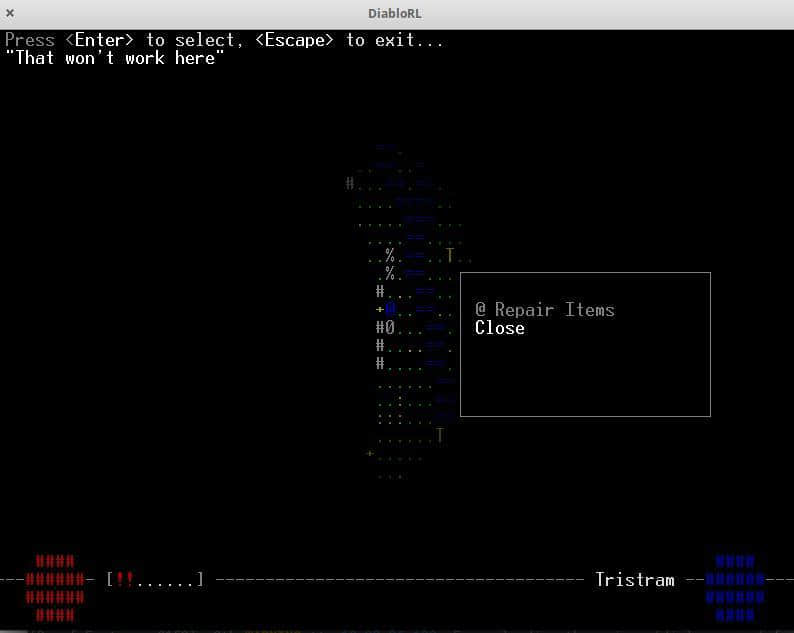 DiabloRL
Press <Enter> to select, <Escape> to exit...
"That won't work here"
@ Repair Items
Close
[!!......]
Tristram